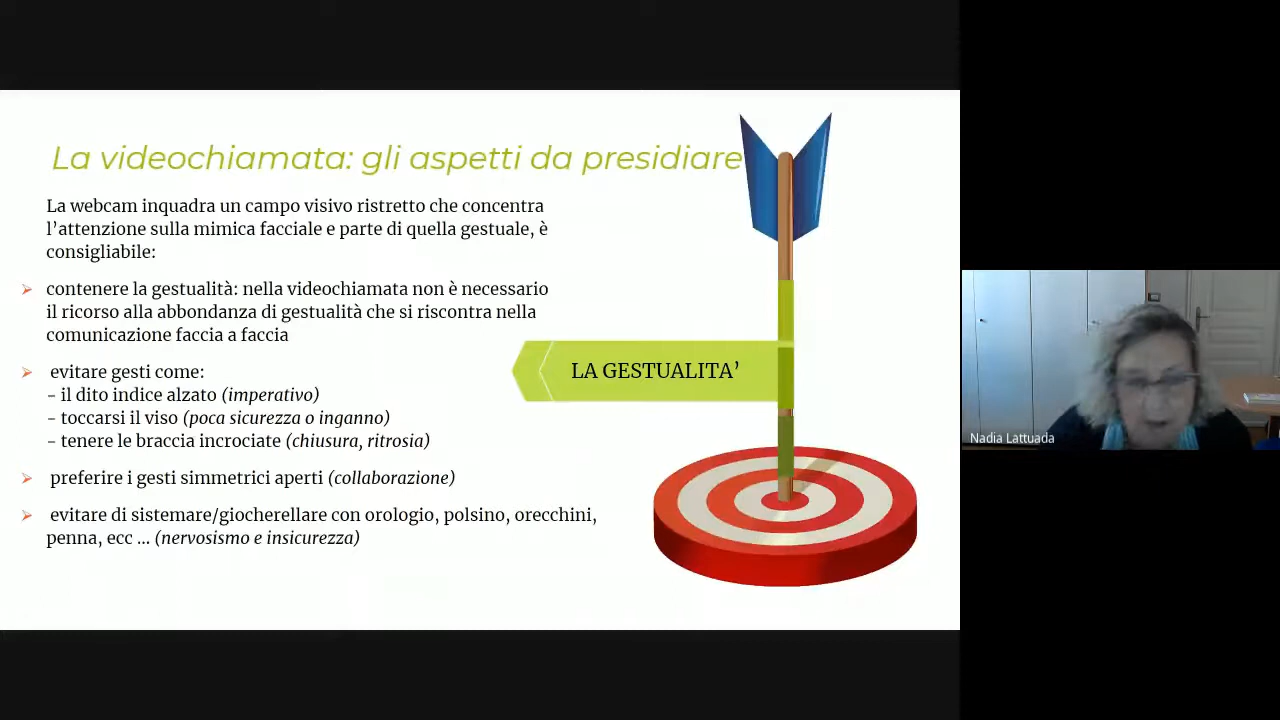 La videochiamata: gli aspetti da presidiare
La webcam inquadra un campo visivo ristretto che concentra
l’attenzione sulla mimica facciale e parte di quella gestuale, è
consigliabile:
contenere la gestualità: nella videochiamata non è necessario
il ricorso alla abbondanza di gestualità che si riscontra nella
comunicazione faccia a faccia
evitare gesti come:
- il dito indice alzato (imperativo)
- toccarsi il viso (poca sicurezza o inganno)
- tenere le braccia incrociate (chiusura, ritrosia)
preferire i gesti simmetrici aperti (collaborazione)
evitare di sistemare/giocherellare con orologio, polsino, orecchini,
penna, ecc ... (nervosismo e insicurezza)
LA GESTUALITA’
Nadia Lattuada